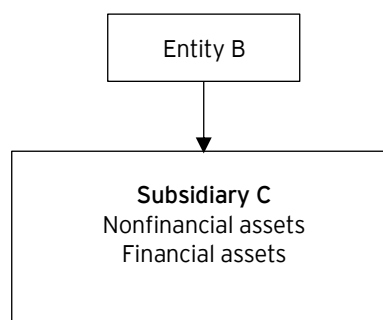 Entity B
Subsidiary C
Nonfinancial assets
Financial assets